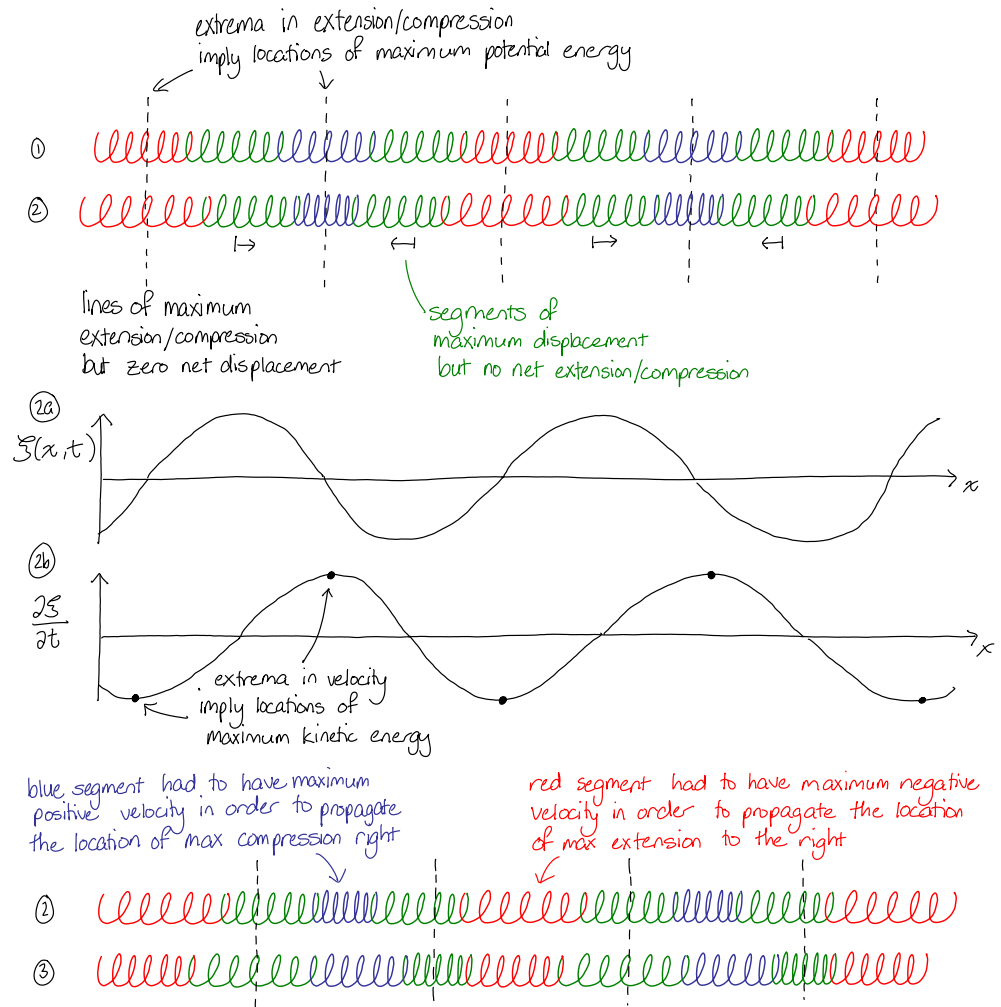 extrema in extension/compression
imply locations of maximum potential energy
①
②
lines of maximum
extension/compression
but zero net displacement
segments of
maximum displacement
but no net extension/compression
2a
ξ(x,t)
x
2b
∂ξ/∂t
x
extrema in velocity
imply locations of
maximum kinetic energy
blue segment had to have maximum
positive velocity in order to propagate
the location of max compression right
red segment had to have maximum negative
velocity in order to propagate the location
of max extension to the right
②
③